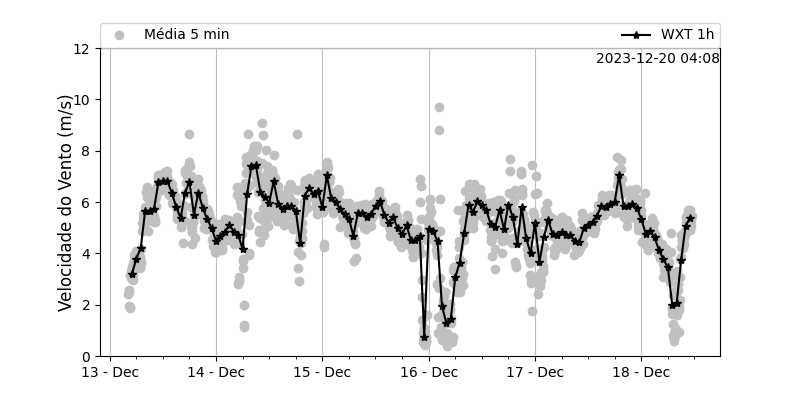 Média 5 min
WXT 1h
2023-12-20 04:08
Velocidade do Vento (m/s)
12
10
8
6
4
2
0
13 - Dec
14 - Dec
15 - Dec
16 - Dec
17 - Dec
18 - Dec